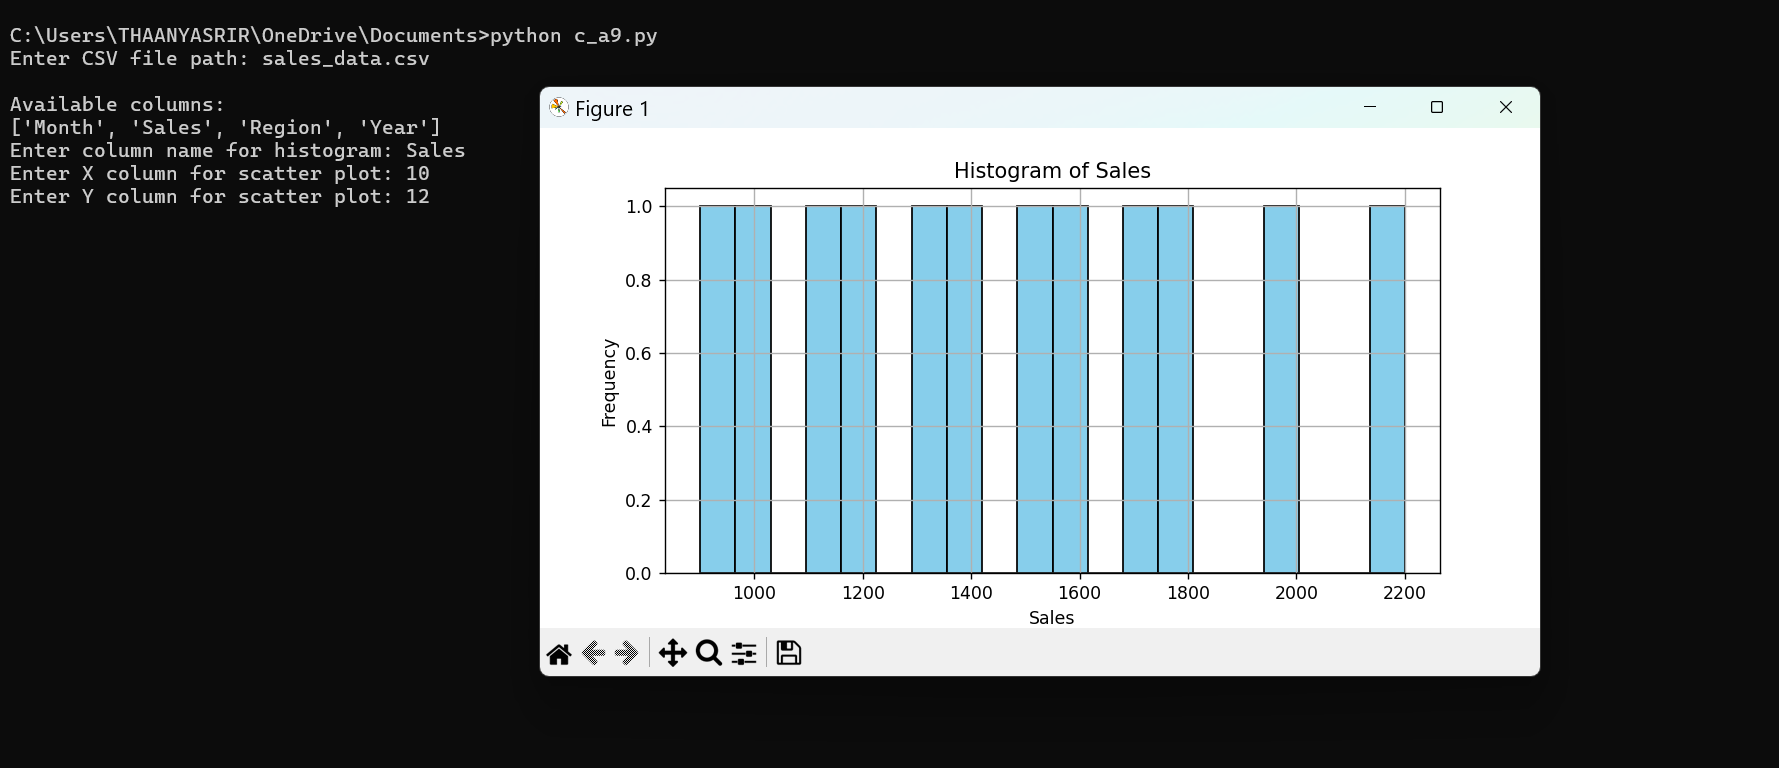 C:\Users\THAANYASRIR\OneDrive\Documents>python c_a9.py
Enter CSV file path: sales_data.csv
Available columns:
['Month', 'Sales', 'Region', 'Year']
Enter column name for histogram: Sales
Enter X column for scatter plot: 10
Enter Y column for scatter plot: 12
Figure 1
Histogram of Sales
1.0
0.8
0.6
0.4
0.2
0.0
Frequency
1000 1200 1400 1600 1800 2000 2200
Sales